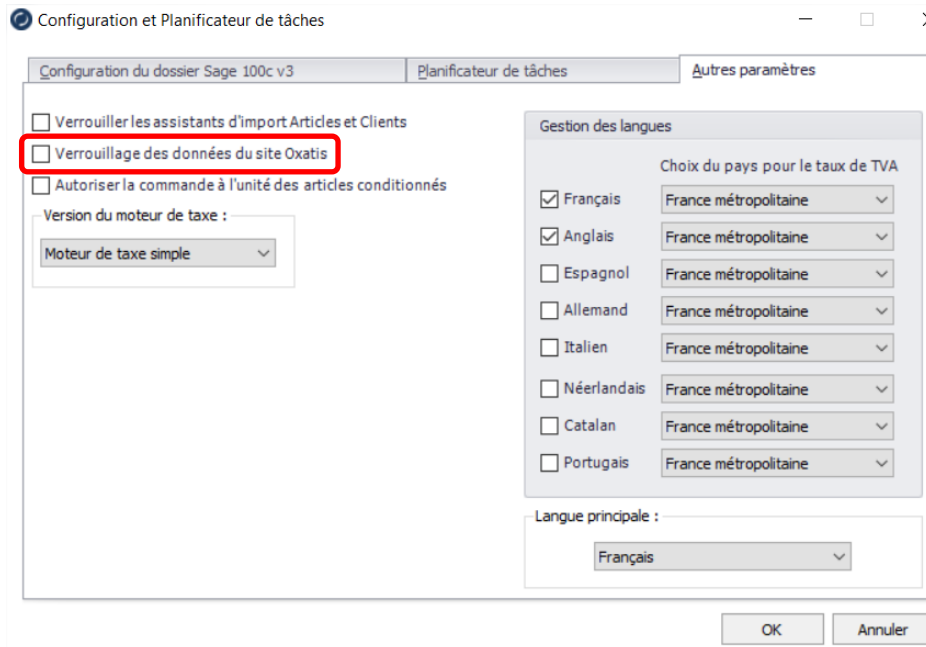 Configuration et Planificateur de tâches
Configuration du dossier Sage 100c v3
Planificateur de tâches
Autres paramètres
Verrouiller les assistants d'import Articles et Clients
Verrouillage des données du site Oxatis
Autoriser la commande à l'unité des articles conditionnés
Version du moteur de taxe :
Moteur de taxe simple
Gestion des langues
Choix du pays pour le taux de TVA
Français France métropolitaine
Anglais France métropolitaine
Espagnol France métropolitaine
Allemand France métropolitaine
Italien France métropolitaine
Néerlandais France métropolitaine
Catalan France métropolitaine
Portugais France métropolitaine
Langue principale :
Français
OK
Annuler